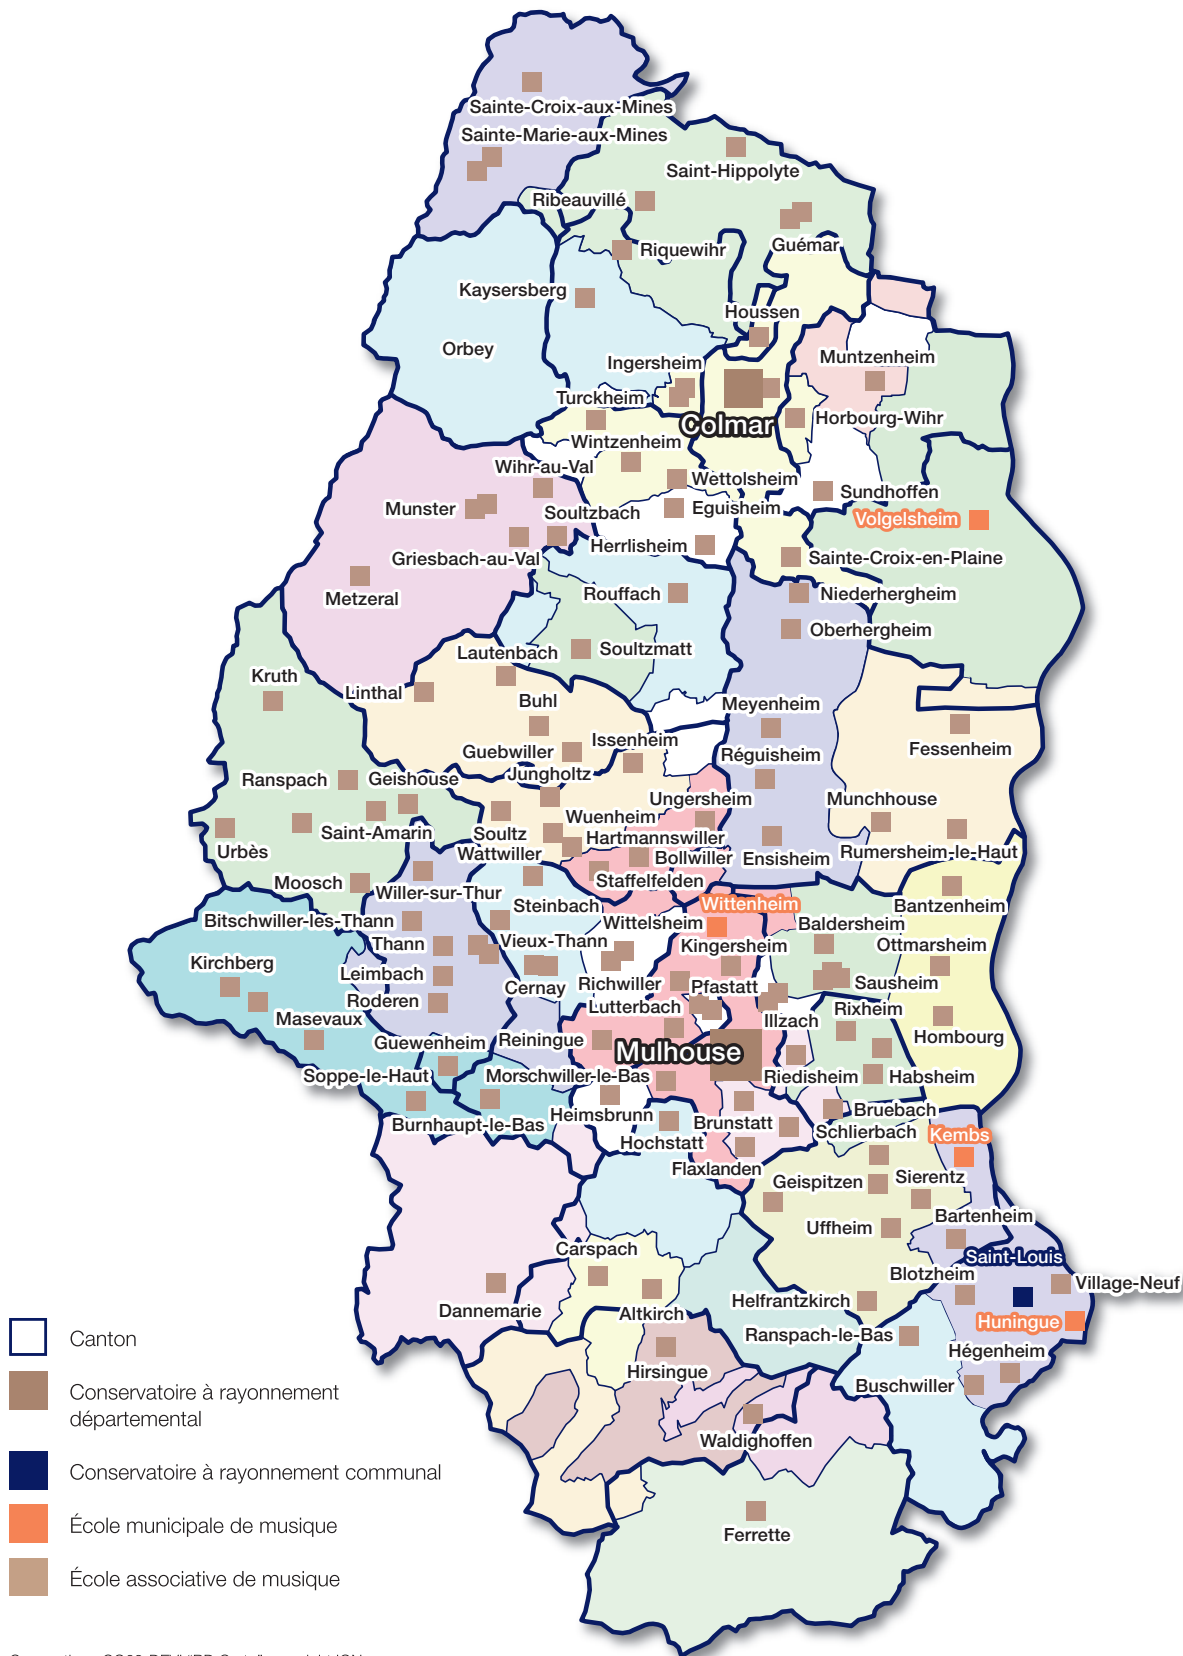 Sainte-Croix-aux-Mines
Sainte-Marie-aux-Mines
Saint-Hippolyte
Ribeauvillé
Guémar
Riquewihr
Kaysersberg
Houssen
Orbey
Muntzenheim
Ingersheim
Turckheim
Horbourg-Wihr
Colmar
Wintzenheim
Wihr-au-Val
Wettolsheim
Sundhoffen
Munster
Soultzbach
Eguisheim
Volgelsheim
Herrlisheim
Griesbach-au-Val
Sainte-Croix-en-Plaine
Metzeral
Rouffach
Niederhergheim
Oberhergheim
Lautenbach
Soultzmatt
Kruth
Linthal
Buhl
Meyenheim
Guebwiller
Issenheim
Réguisheim
Fessenheim
Ranspach
Geishouse
Jungholtz
Ungersheim
Munchhouse
Wuenheim
Saint-Amarin
Soultz
Hartmannswiller
Urbès
Wattwiller
Bollwiller
Ensisheim
Rumersheim-le-Haut
Moosch
Willer-sur-Thur
Staffelfelden
Steinbach
Wittenheim
Bantzenheim
Bitschwiller-les-Thann
Wittelsheim
Baldersheim
Thann
Vieux-Thann
Kingersheim
Ottmarsheim
Kirchberg
Leimbach
Cernay
Richwiller
Pfastatt
Sausheim
Roderen
Lutterbach
Rixheim
Masevaux
Illzach
Hombourg
Guewenheim
Reiningue
Mulhouse
Soppe-le-Haut
Morschwiller-le-Bas
Riedisheim
Habsheim
Burnhaupt-le-Bas
Heimsbrunn
Brunstatt
Bruebach
Hochstatt
Schlierbach
Kembs
Flaxlanden
Geispitzen
Sierentz
Uffheim
Bartenheim
Carspach
Saint-Louis
Blotzheim
Village-Neuf
Dannemarie
Altkirch
Helfrantzkirch
Huningue
Ranspach-le-Bas
Hégenheim
Hirsingue
Buschwiller
Waldighoffen
Ferrette
Canton
Conservatoire à rayonnement
départemental
Conservatoire à rayonnement communal
École municipale de musique
École associative de musique